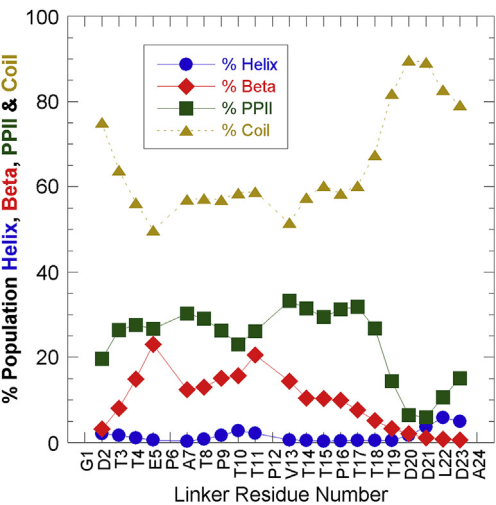 100
80
60
40
20
0
% Population Helix, Beta, PPII & Coil
% Helix
% Beta
% PPII
% Coil
G1 D2 T3 T4 E5 P6 A7 T8 P9 T10 T11 P12 V13 T14 T15 P16 T17 T18 T19 D20 D21 L22 D23 A24
Linker Residue Number